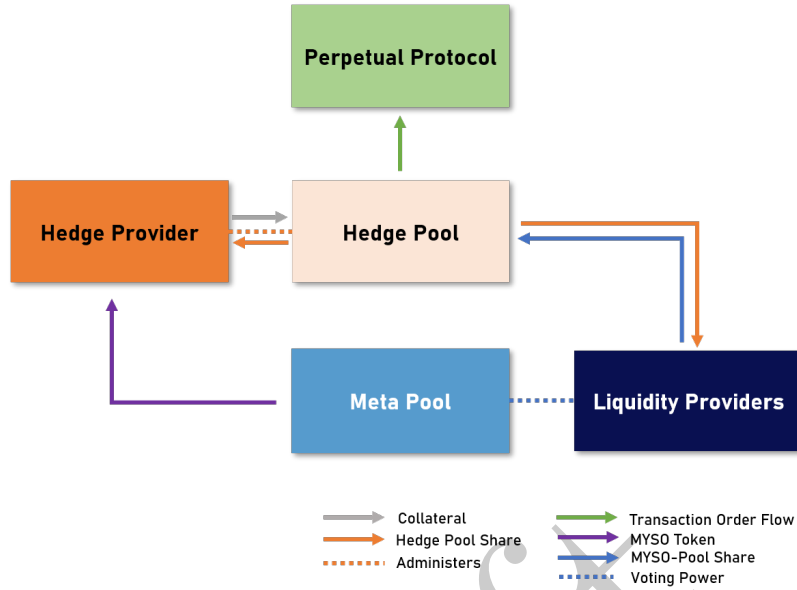 Perpetual Protocol
Hedge Provider
Hedge Pool
Meta Pool
Liquidity Providers
Collateral
Hedge Pool Share
Administers
Transaction Order Flow
MYSO Token
MYSO-Pool Share
Voting Power